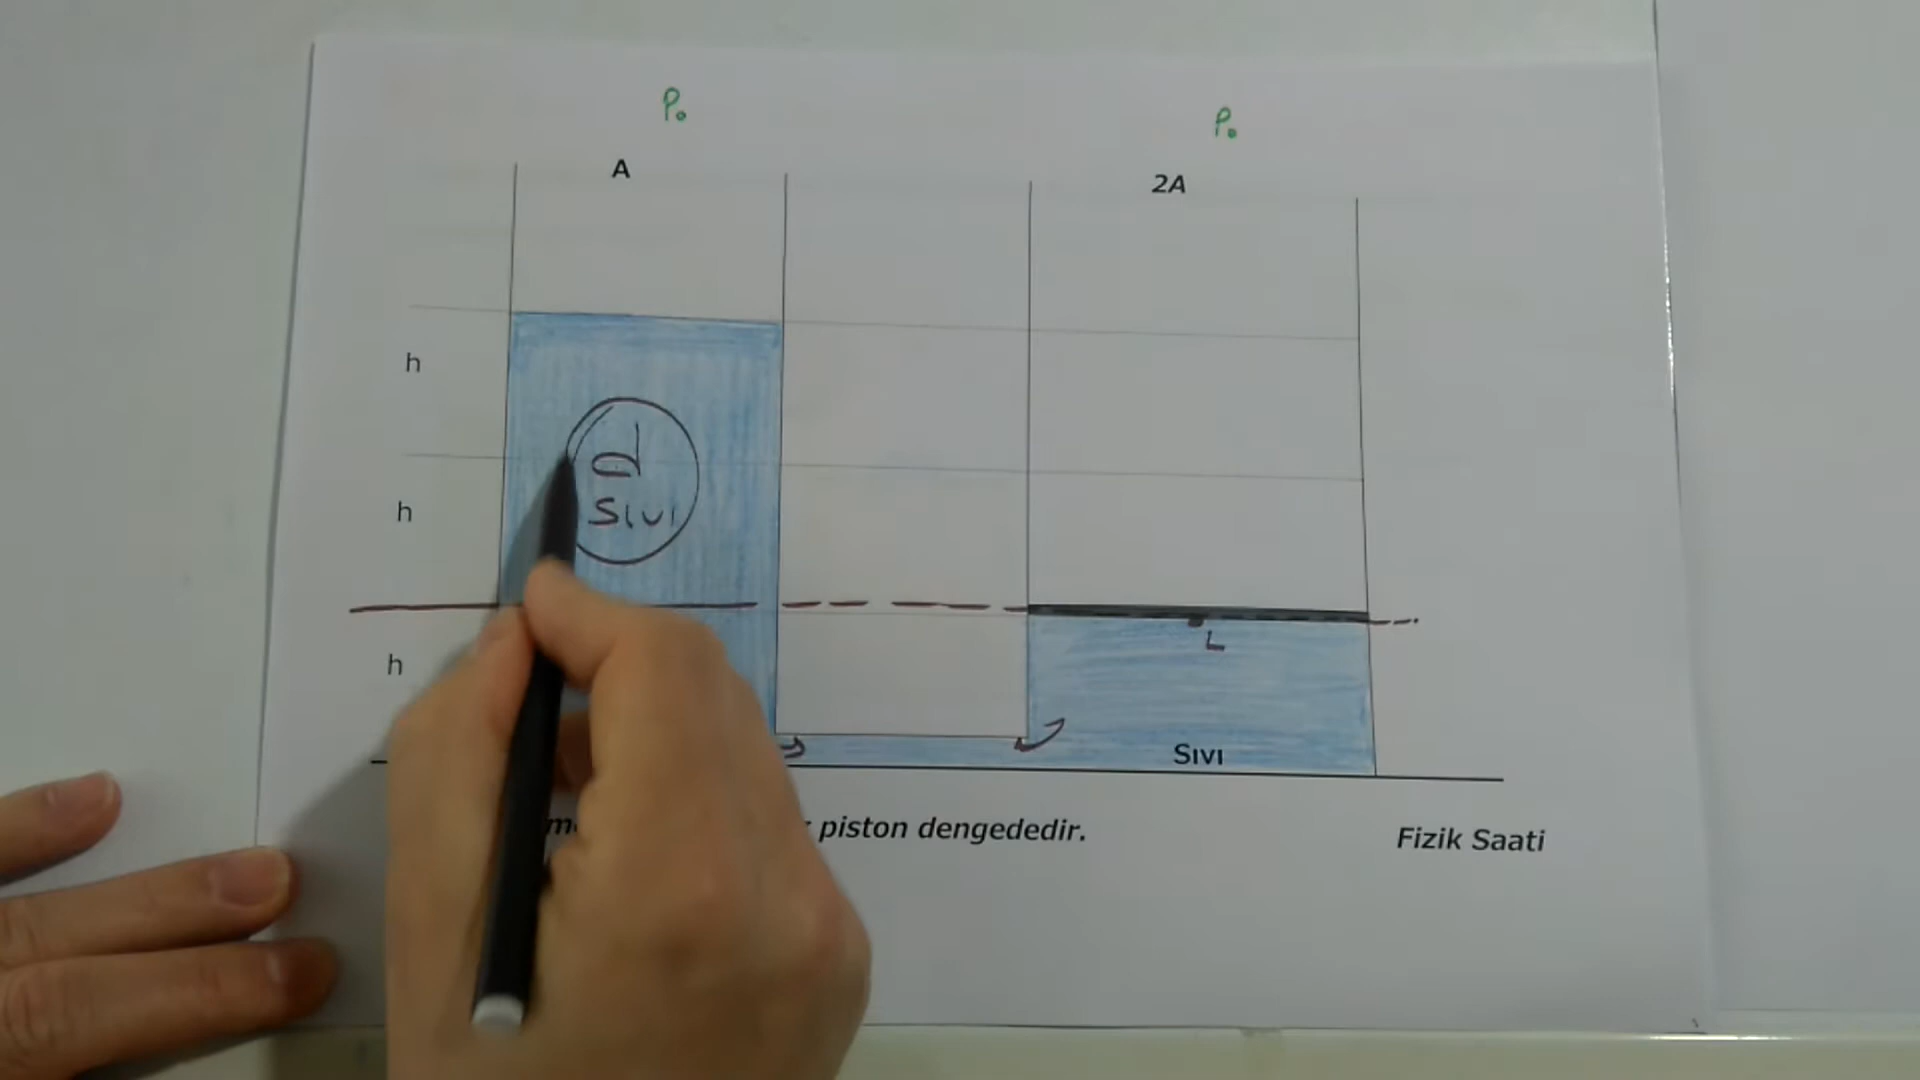 P₀
P₀
A
2A
h
d
sıvı
h
L
h
Sıvı
piston dengededir.
Fizik Saati